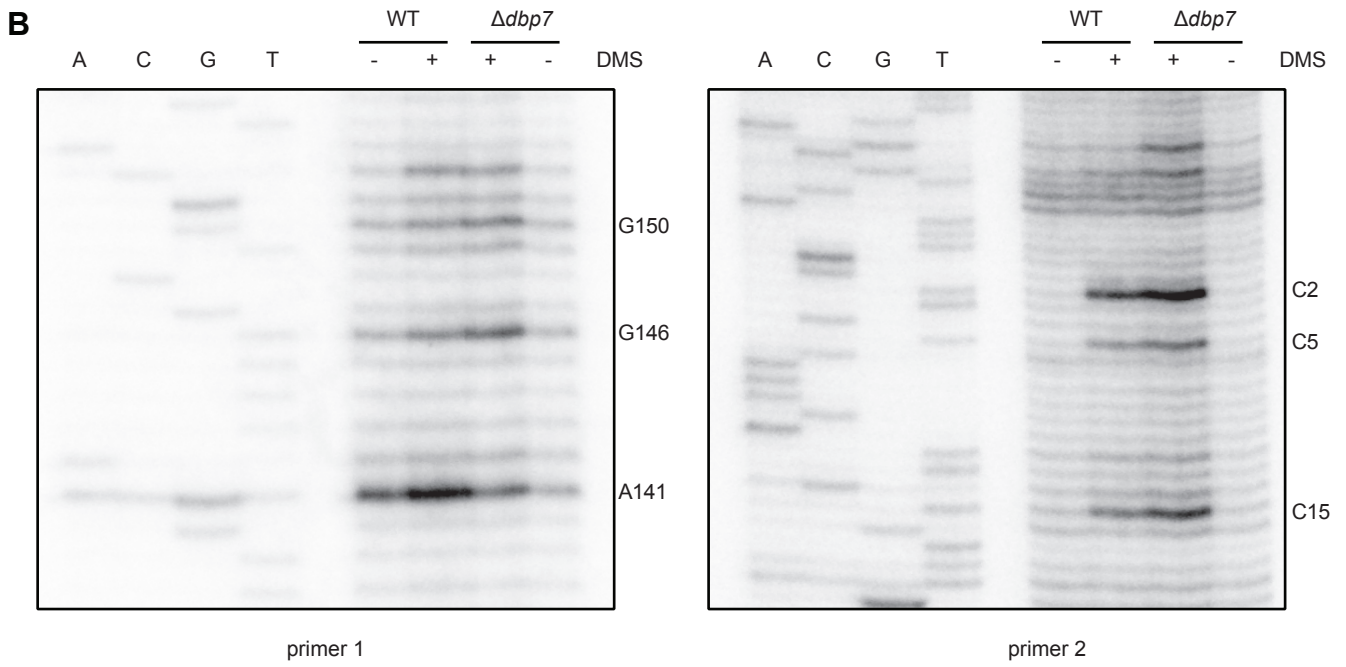 B
WT Δdbp7
A C G T - + + - DMS
G150
G146
A141
primer 1
WT Δdbp7
A C G T - + + - DMS
C2
C5
C15
primer 2